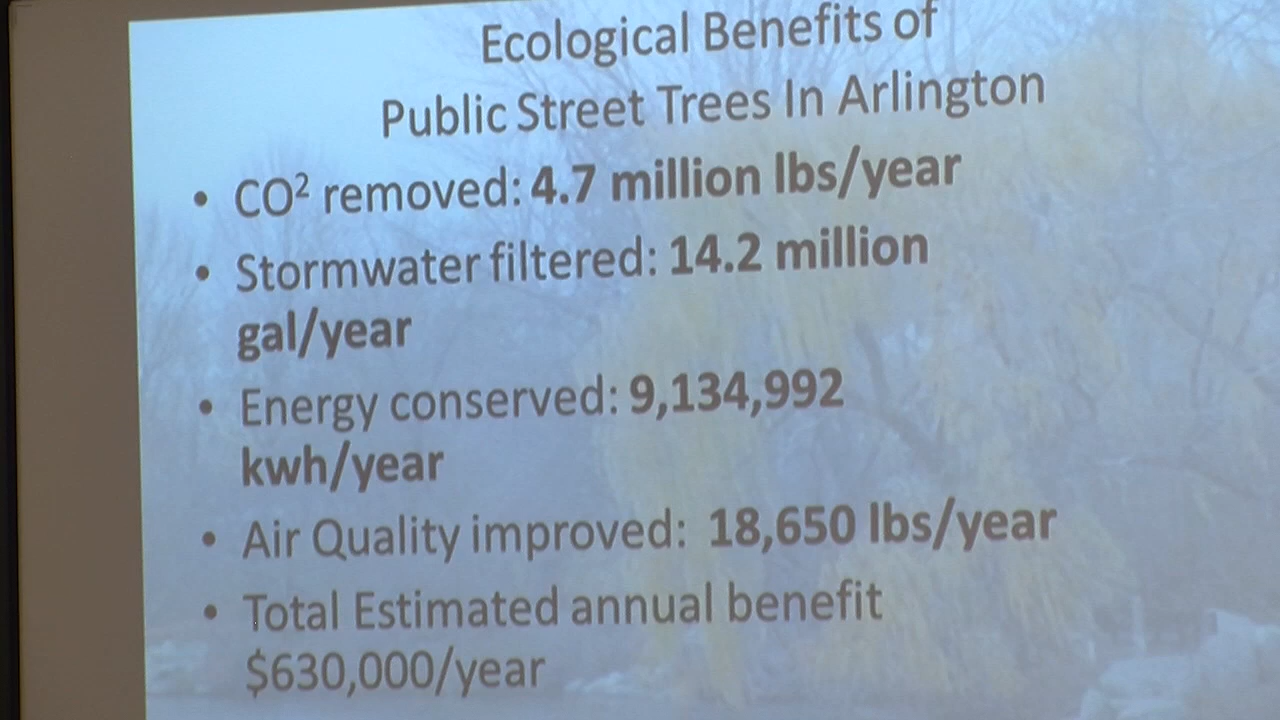 Ecological Benefits of
Public Street Trees In Arlington
• CO² removed: 4.7 million lbs/year
• Stormwater filtered: 14.2 million
gal/year
• Energy conserved: 9,134,992
kwh/year
• Air Quality improved: 18,650 lbs/year
• Total Estimated annual benefit
$630,000/year